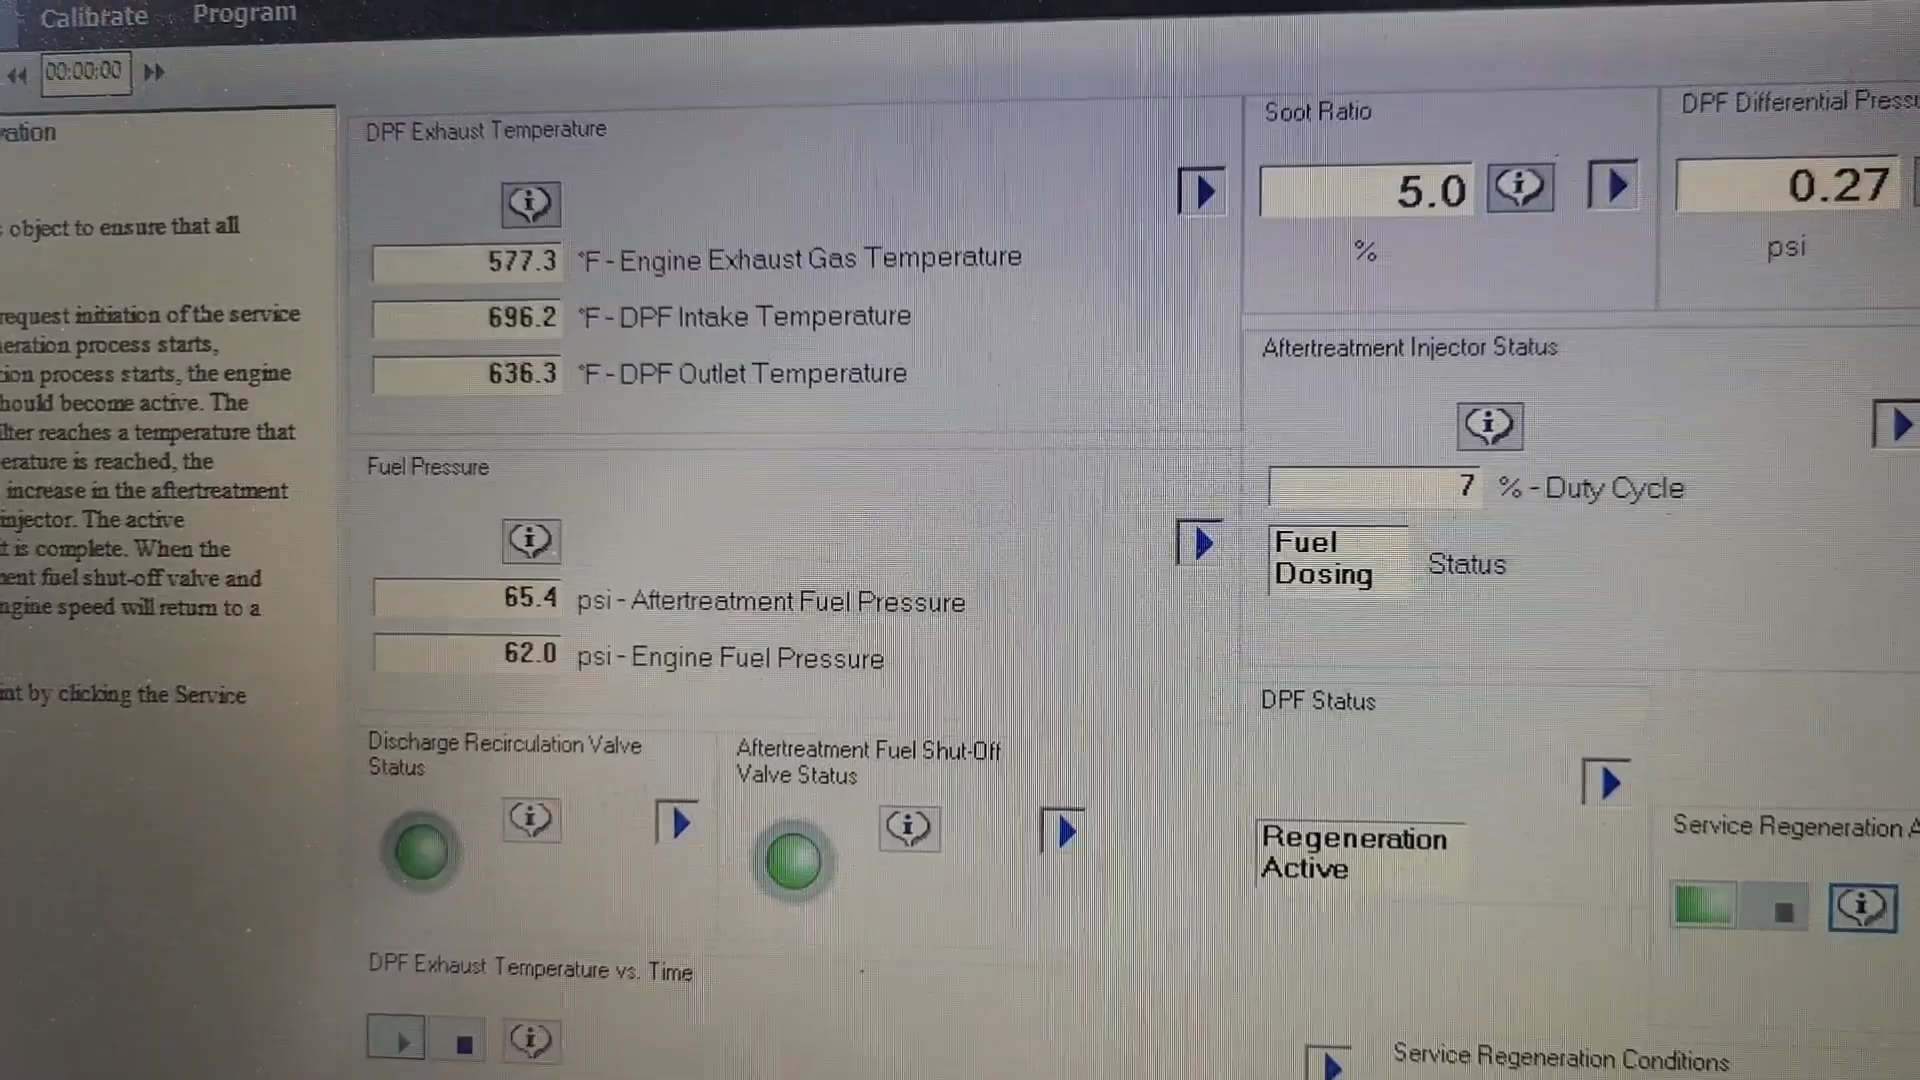 Calibrate Program
00:00:00
ration
object to ensure that all
request initiation of the service
eration process starts,
ion process starts, the engine
hould become active. The
ilter reaches a temperature that
erature is reached, the
increase in the aftertreatment
injector. The active
t is complete. When the
ent fuel shut-off valve and
ngine speed will return to a
int by clicking the Service
DPF Exhaust Temperature
577.3 °F - Engine Exhaust Gas Temperature
696.2 °F - DPF Intake Temperature
636.3 °F - DPF Outlet Temperature
Fuel Pressure
65.4 psi - Aftertreatment Fuel Pressure
62.0 psi - Engine Fuel Pressure
Discharge Recirculation Valve
Status
Aftertreatment Fuel Shut-Off
Valve Status
DPF Exhaust Temperature vs. Time
Soot Ratio
5.0
%
DPF Differential Pressu
0.27
psi
Aftertreatment Injector Status
7 % - Duty Cycle
Fuel
Dosing
Status
DPF Status
Regeneration
Active
Service Regeneration A
Service Regeneration Conditions